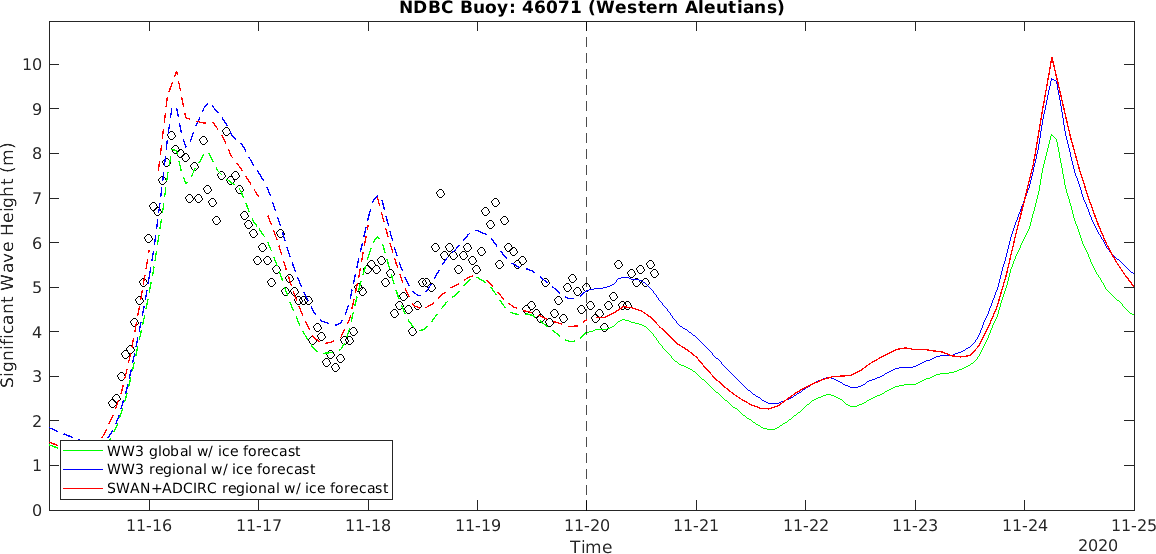 NDBC Buoy: 46071 (Western Aleutians)
Significant Wave Height (m)
10
9
8
7
6
5
4
3
2
1
0
WW3 global w/ ice forecast
WW3 regional w/ ice forecast
SWAN+ADCIRC regional w/ ice forecast
11-16 11-17 11-18 11-19 11-20 11-21 11-22 11-23 11-24 11-25
Time
2020